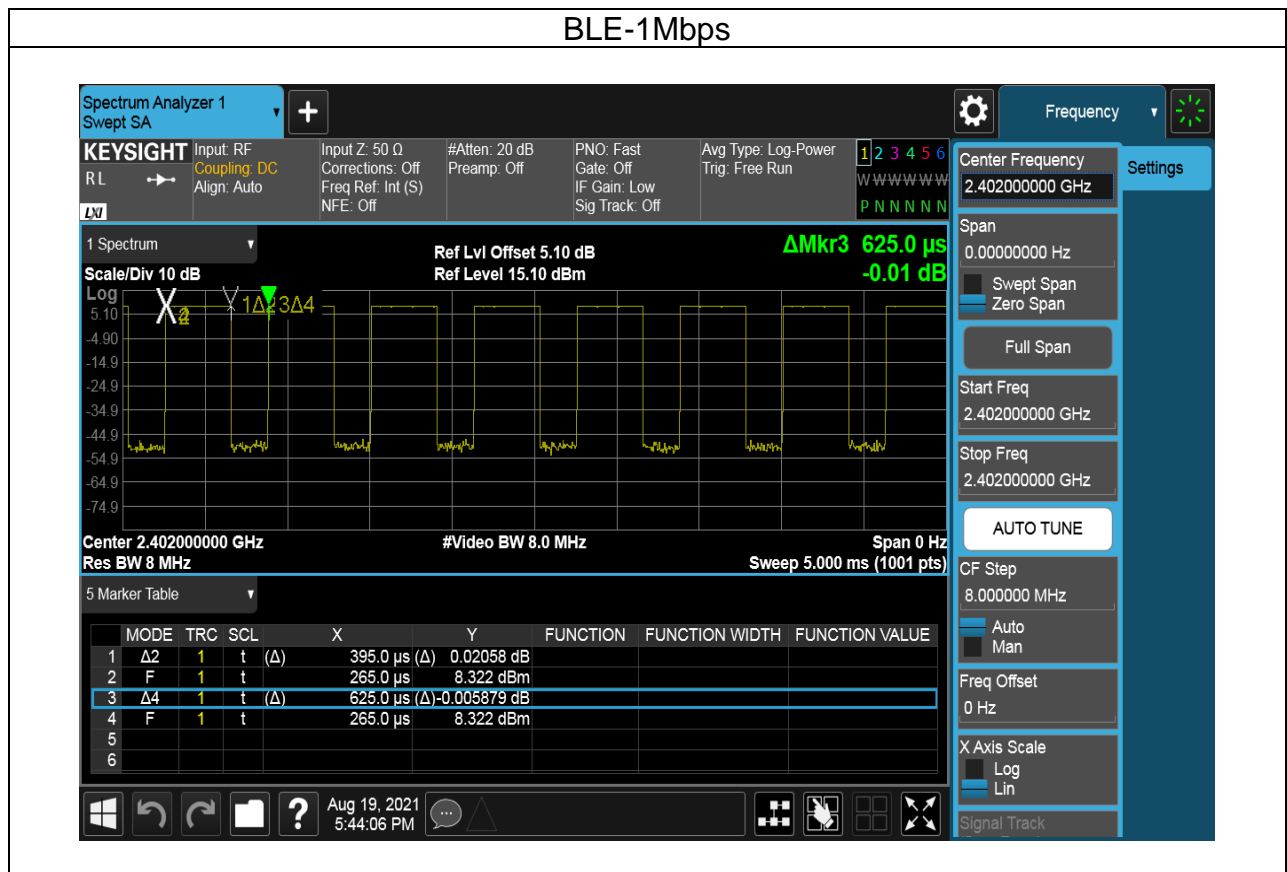 BLE-1Mbps
Spectrum Analyzer 1
Swept SA
Frequency
KEYSIGHT
RL
LXI
Input: RF
Coupling: DC
Align: Auto
Input Z: 50 Ω
Corrections: Off
Freq Ref: Int (S)
NFE: Off
#Atten: 20 dB
Preamp: Off
PNO: Fast
Gate: Off
IF Gain: Low
Sig Track: Off
Avg Type: Log-Power
Trig: Free Run
1 2 3 4 5 6
W W W W W W
P N N N N N
Center Frequency
2.402000000 GHz
Settings
Span
0.00000000 Hz
Swept Span
Zero Span
Full Span
Start Freq
2.402000000 GHz
Stop Freq
2.402000000 GHz
AUTO TUNE
CF Step
8.000000 MHz
Auto
Man
Freq Offset
0 Hz
X Axis Scale
Log
Lin
Signal Track
1 Spectrum
Scale/Div 10 dB
Ref Lvl Offset 5.10 dB
Ref Level 15.10 dBm
ΔMkr3 625.0 µs
-0.01 dB
Log
5.10
-4.90
-14.9
-24.9
-34.9
-44.9
-54.9
-64.9
-74.9
1Δ2 3Δ4
Center 2.402000000 GHz #Video BW 8.0 MHz Span 0 Hz
Res BW 8 MHz Sweep 5.000 ms (1001 pts)
5 Marker Table
MODE TRC SCL X Y FUNCTION FUNCTION WIDTH FUNCTION VALUE
1 Δ2 1 t (Δ) 395.0 µs (Δ) 0.02058 dB
2 F 1 t 265.0 µs 8.322 dBm
3 Δ4 1 t (Δ) 625.0 µs (Δ) -0.005879 dB
4 F 1 t 265.0 µs 8.322 dBm
5
6
?
Aug 19, 2021
5:44:06 PM